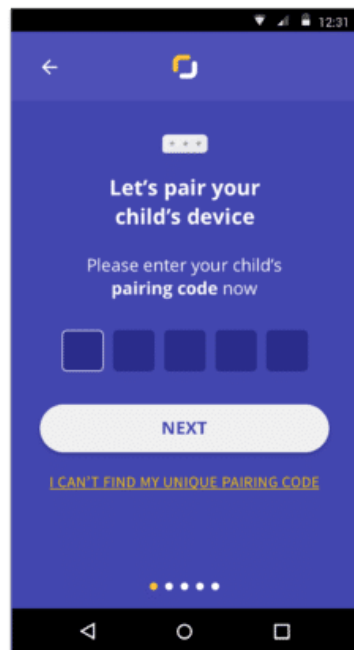 12:31
Let's pair your
child's device
Please enter your child's
pairing code now
NEXT
I CAN'T FIND MY UNIQUE PAIRING CODE